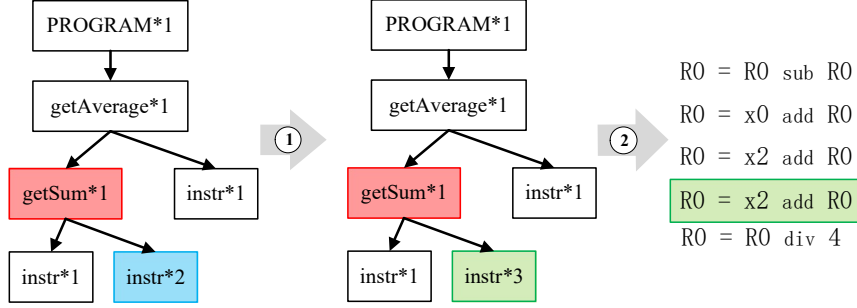 PROGRAM*1
getAverage*1
getSum*1
instr*1
instr*1
instr*2
1
PROGRAM*1
getAverage*1
getSum*1
instr*1
instr*1
instr*3
2
R0 = R0 sub R0
R0 = x0 add R0
R0 = x2 add R0
R0 = x2 add R0
R0 = R0 div 4